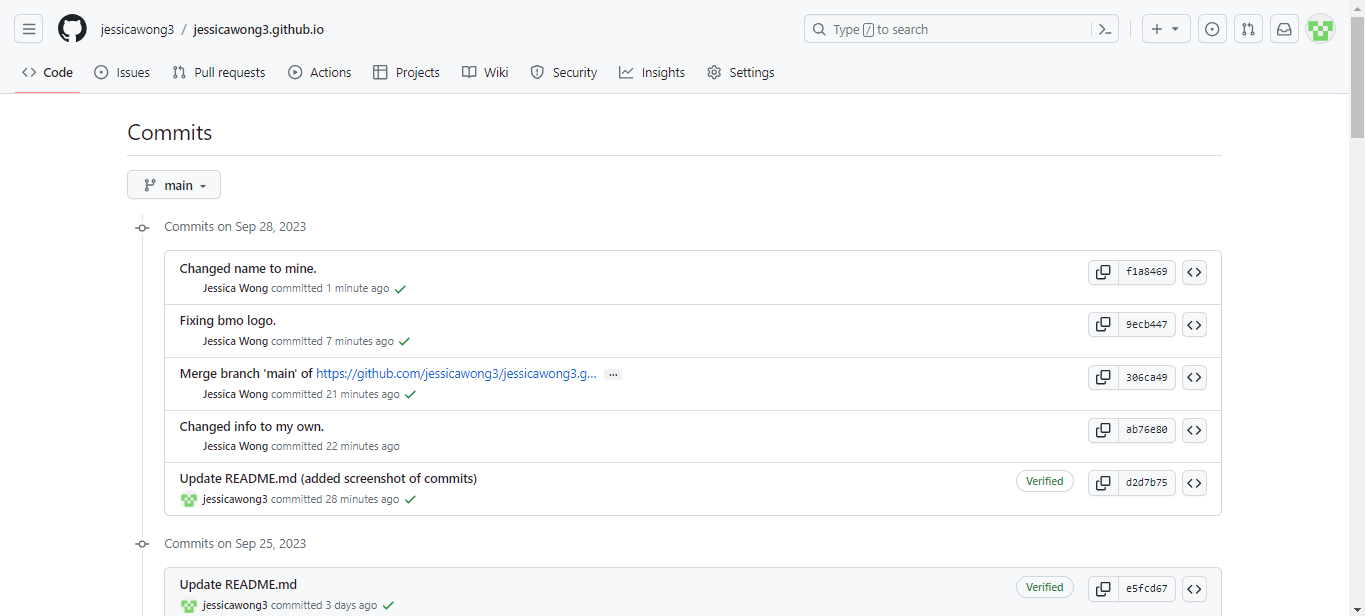 jessicawong3 / jessicawong3.github.io
Type / to search
Code Issues Pull requests Actions Projects Wiki Security Insights Settings
Commits
main
Commits on Sep 28, 2023
Changed name to mine.
f1a8469
Jessica Wong committed 1 minute ago
Fixing bmo logo.
9ecb447
Jessica Wong committed 7 minutes ago
Merge branch 'main' of https://github.com/jessicawong3/jessicawong3.g... ...
306ca49
Jessica Wong committed 21 minutes ago
Changed info to my own.
ab76e80
Jessica Wong committed 22 minutes ago
Update README.md (added screenshot of commits)
Verified d2d7b75
jessicawong3 committed 28 minutes ago
Commits on Sep 25, 2023
Update README.md
Verified e5fcd67
jessicawong3 committed 3 days ago